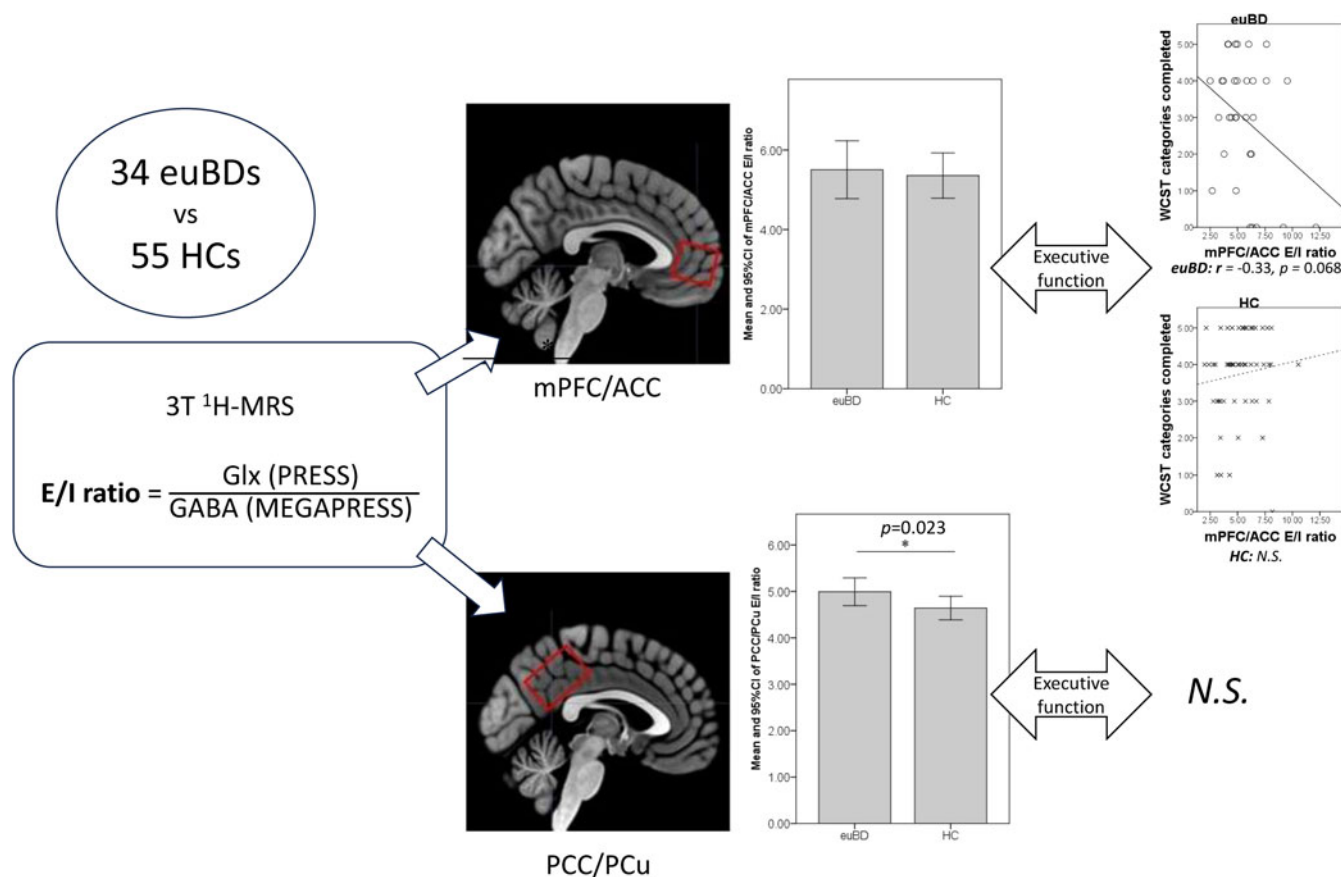 34 euBDs
vs
55 HCs
3T ¹H-MRS
E/I ratio = Glx (PRESS)
GABA (MEGAPRESS)
*
mPFC/ACC
PCC/PCu
Mean and 95%CI of mPFC/ACC E/I ratio
6.00
4.00
2.00
0.00
euBD HC
p=0.023
*
Mean and 95%CI of PCC/PCu E/I ratio
6.00
5.00
4.00
3.00
2.00
1.00
0.00
euBD HC
Executive
function
Executive
function
euBD
WCST categories completed
5.00
4.00
3.00
2.00
1.00
.00
2.50 5.00 7.50 10.00 12.50
mPFC/ACC E/I ratio
euBD: r = -0.33, p = 0.068
HC
WCST categories completed
5.00
4.00
3.00
2.00
1.00
.00
2.50 5.00 7.50 10.00 12.50
mPFC/ACC E/I ratio
HC: N.S.
N.S.